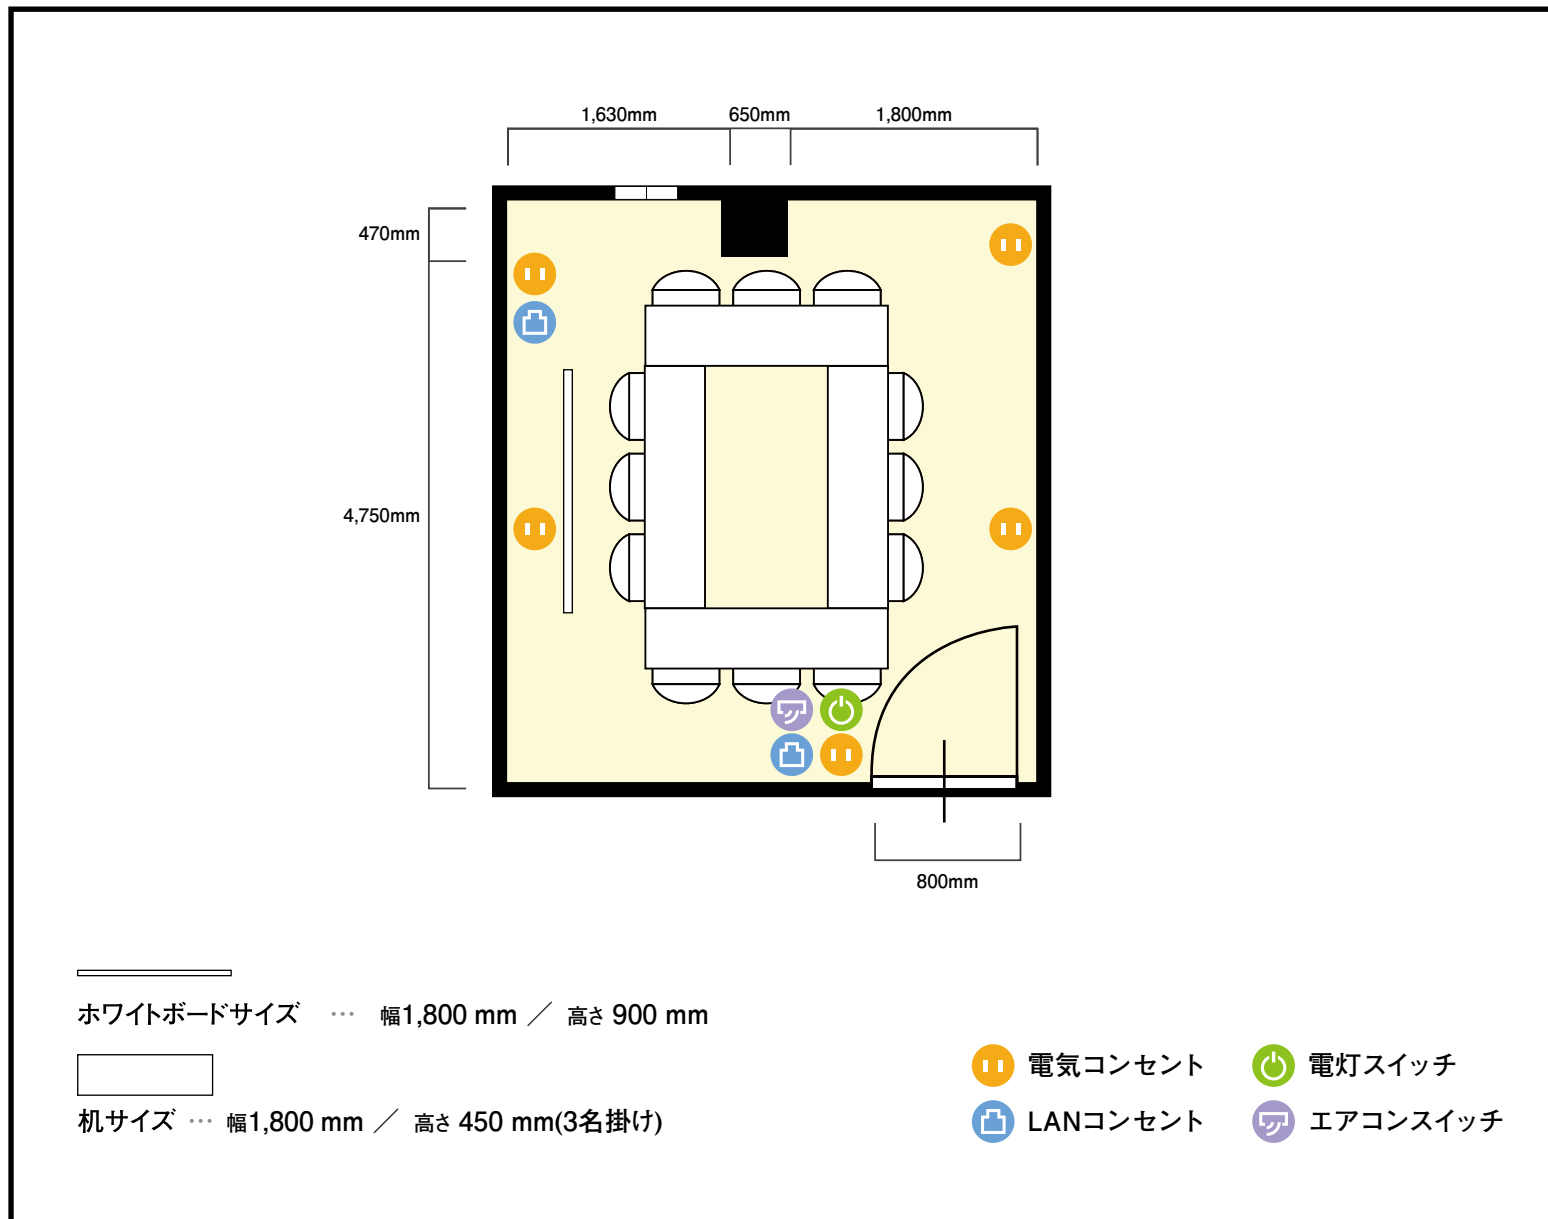 1,630mm 650mm 1,800mm
470mm
4,750mm
800mm
ホワイトボードサイズ … 幅1,800 mm ／ 高さ 900 mm
机サイズ … 幅1,800 mm ／ 高さ 450 mm(3名掛け)
電気コンセント 電灯スイッチ
LANコンセント エアコンスイッチ